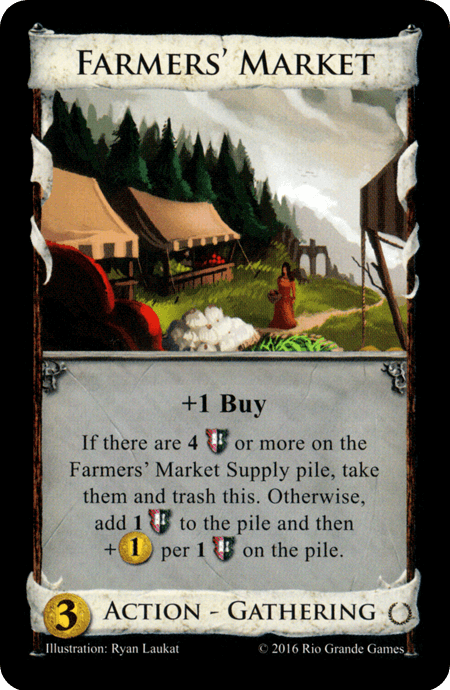 FARMERS' MARKET
+1 Buy
If there are 4 or more on the
Farmers' Market Supply pile, take
them and trash this. Otherwise,
add 1 to the pile and then
+1 per 1 on the pile.
3 ACTION - GATHERING
Illustration: Ryan Laukat © 2016 Rio Grande Games